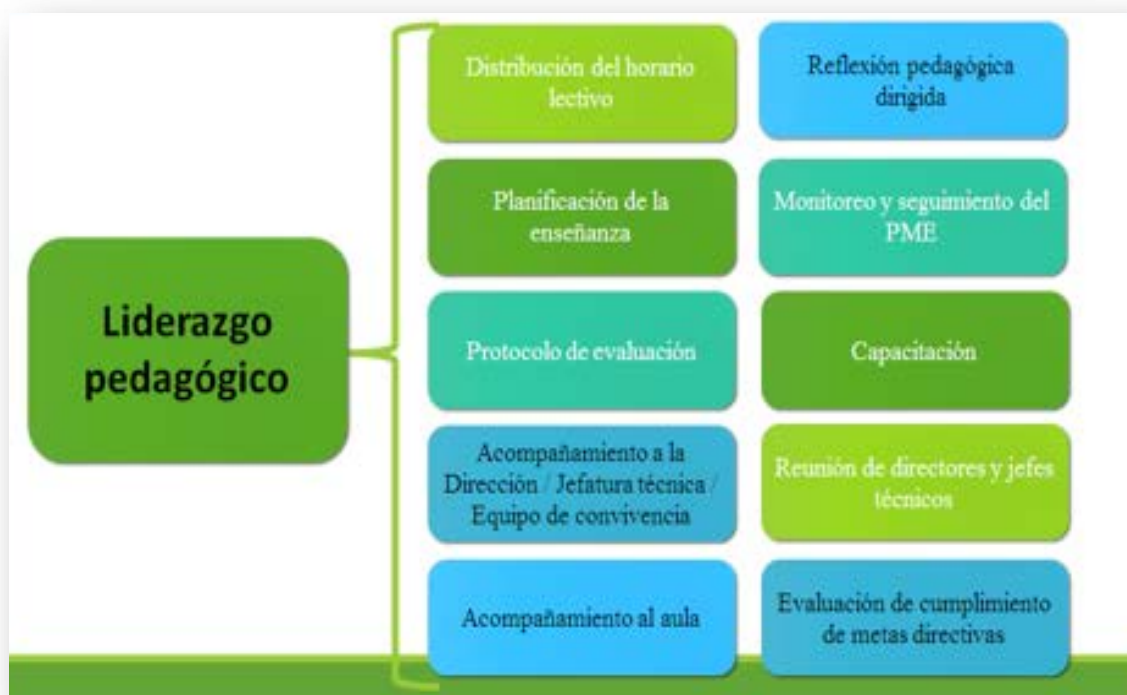 Liderazgo
pedagógico
Distribución del horario
lectivo
Planificación de la
enseñanza
Protocolo de evaluación
Acompañamiento a la
Dirección / Jefatura técnica /
Equipo de convivencia
Acompañamiento al aula
Reflexión pedagógica
dirigida
Monitoreo y seguimiento del
PME
Capacitación
Reunión de directores y jefes
técnicos
Evaluación de cumplimiento
de metas directivas